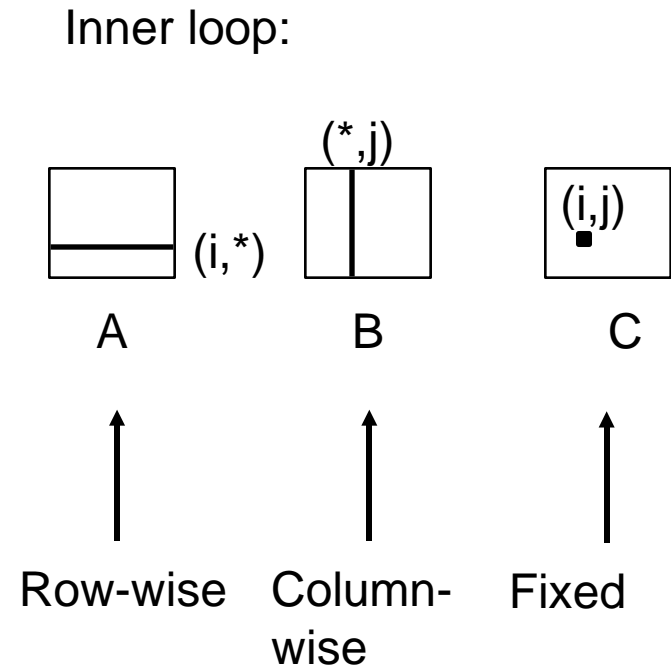 Inner loop:
(*,j)
(i,j)
(i,*)
A
B
C
Row-wise
Column-
wise
Fixed